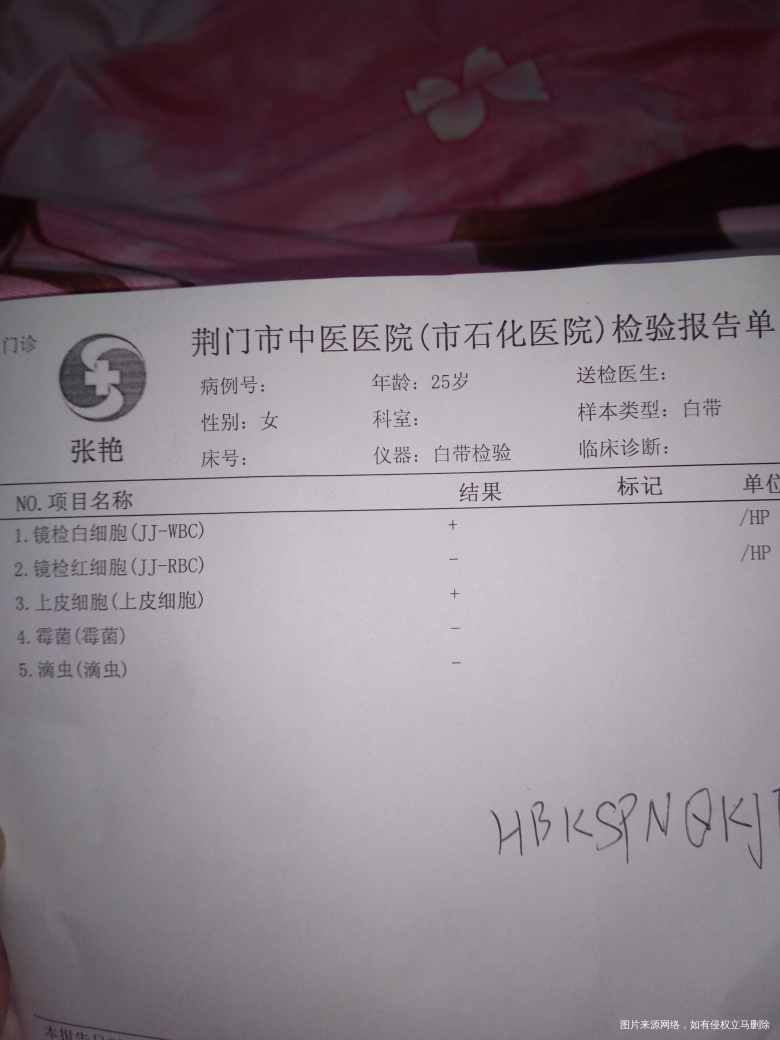 门诊
荆门市中医医院(市石化医院)检验报告单
病例号: 年龄: 25岁 送检医生:
性别: 女 科室: 样本类型: 白带
张艳
床号: 仪器: 白带检验 临床诊断:
NO. 项目名称 结果 标记 单位
1. 镜检白细胞(JJ-WBC) + /HP
2. 镜检红细胞(JJ-RBC) - /HP
3. 上皮细胞(上皮细胞) +
4. 霉菌(霉菌) -
5. 滴虫(滴虫) -
HBKSPNQKJ
图片来源网络，如有侵权立马删除